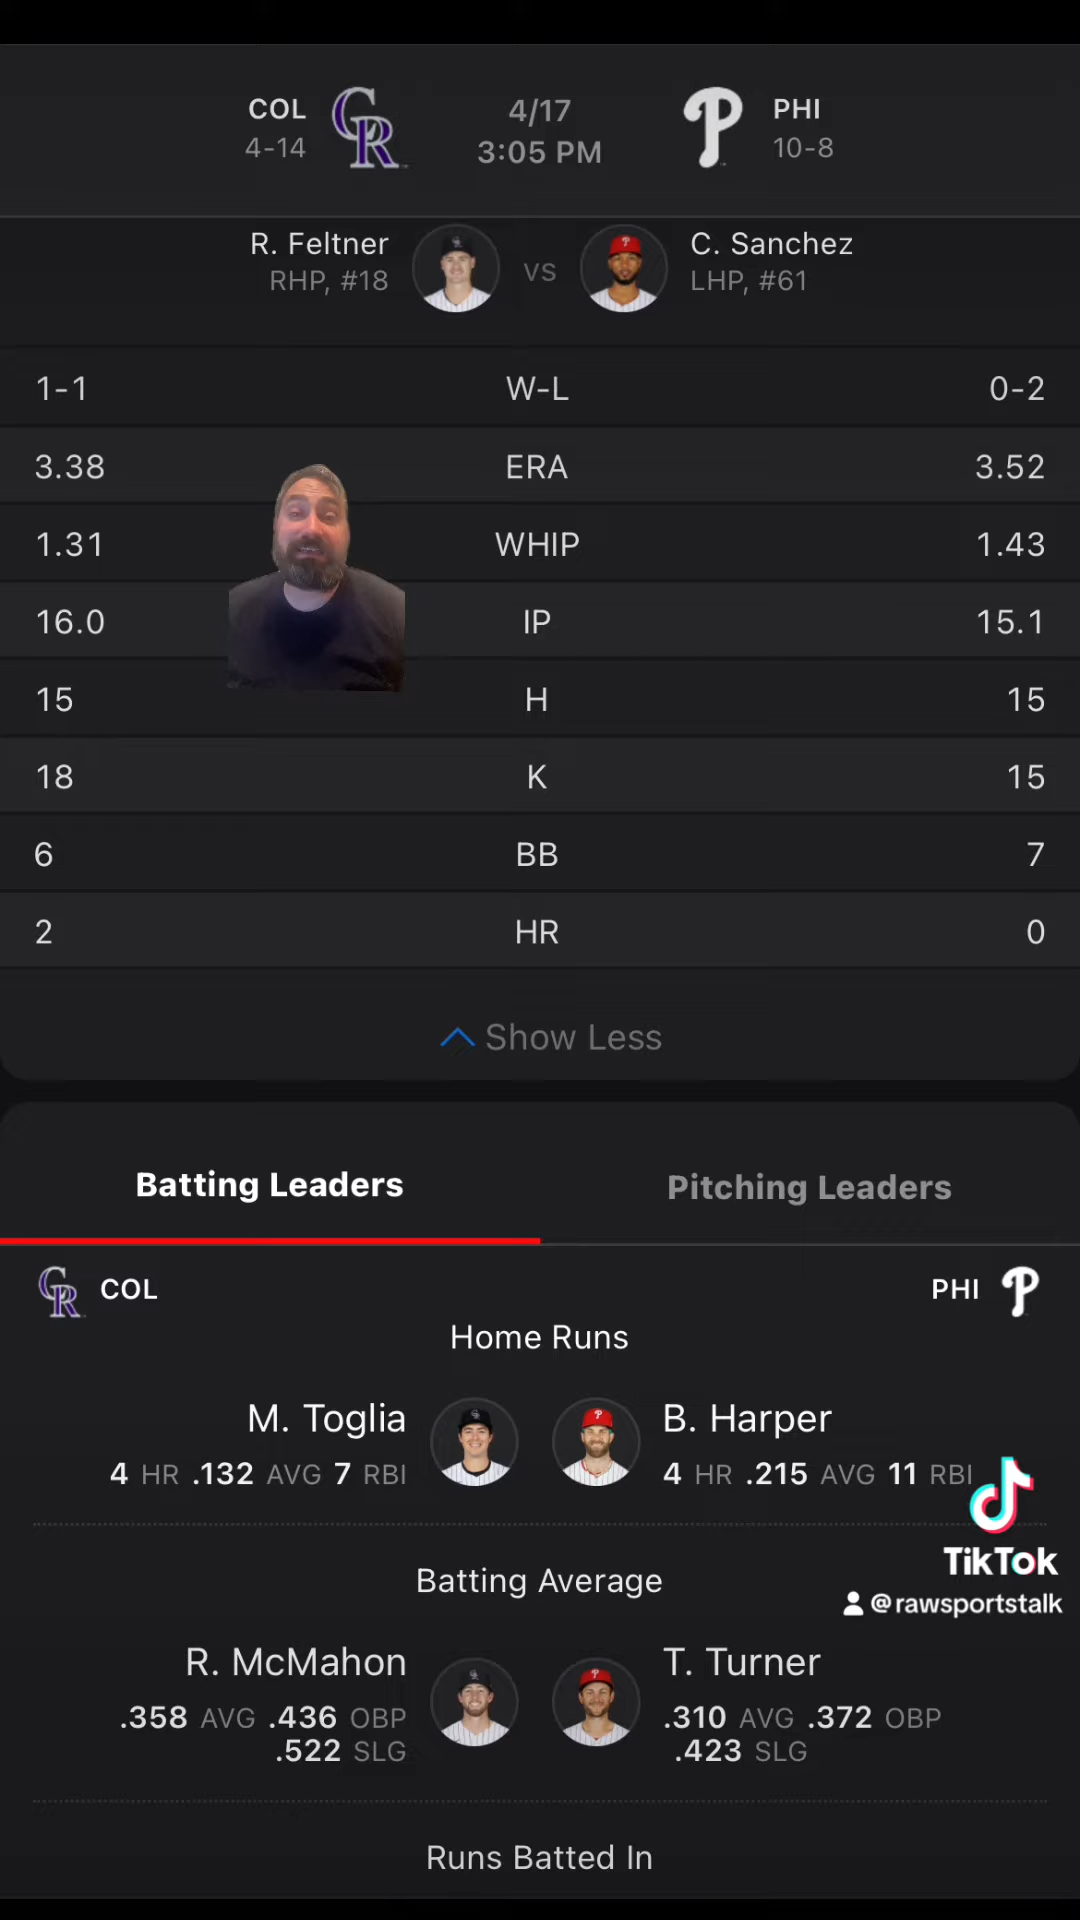 COL
4-14
4/17
3:05 PM
PHI
10-8
R. Feltner
RHP, #18
vs
C. Sanchez
LHP, #61
1-1 W-L 0-2
3.38 ERA 3.52
1.31 WHIP 1.43
16.0 IP 15.1
15 H 15
18 K 15
6 BB 7
2 HR 0
Show Less
Batting Leaders
Pitching Leaders
COL
PHI
Home Runs
M. Toglia
4 HR .132 AVG 7 RBI
B. Harper
4 HR .215 AVG 11 RBI
TikTok
@rawsportstalk
Batting Average
R. McMahon
.358 AVG .436 OBP
.522 SLG
T. Turner
.310 AVG .372 OBP
.423 SLG
Runs Batted In